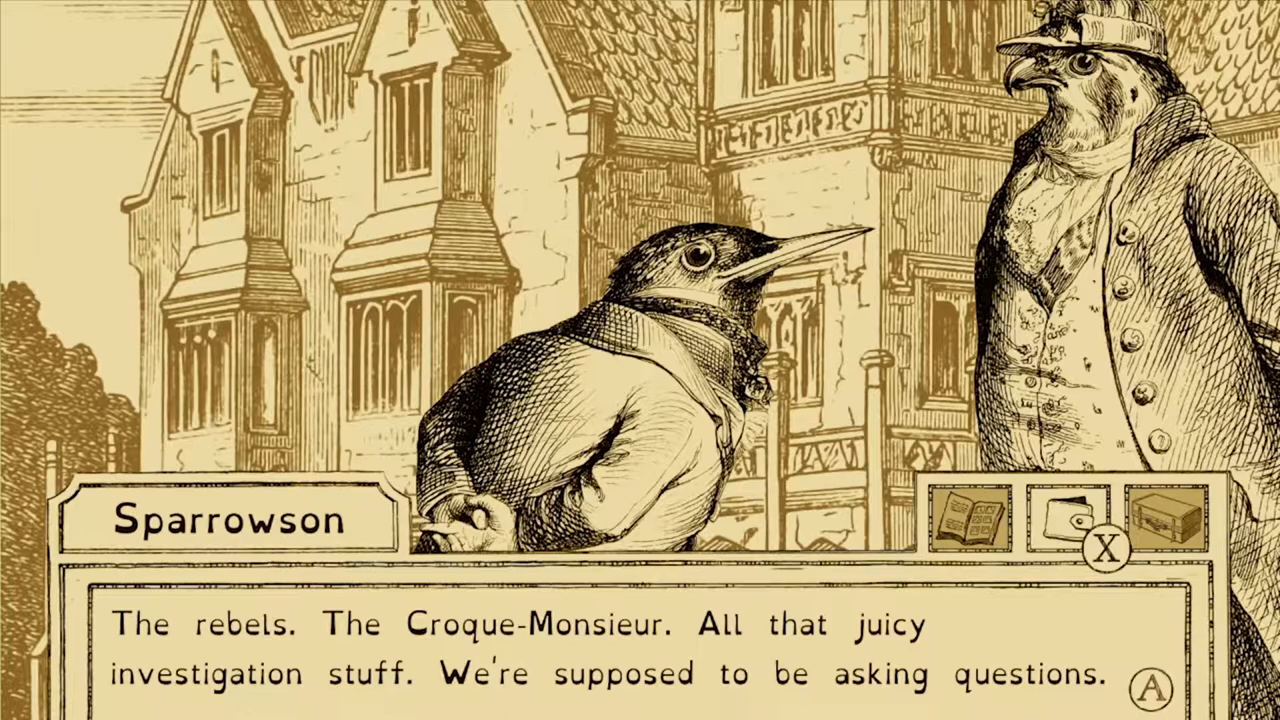 Sparrowson
X
The rebels. The Croque-Monsieur. All that juicy
investigation stuff. We're supposed to be asking questions.
A